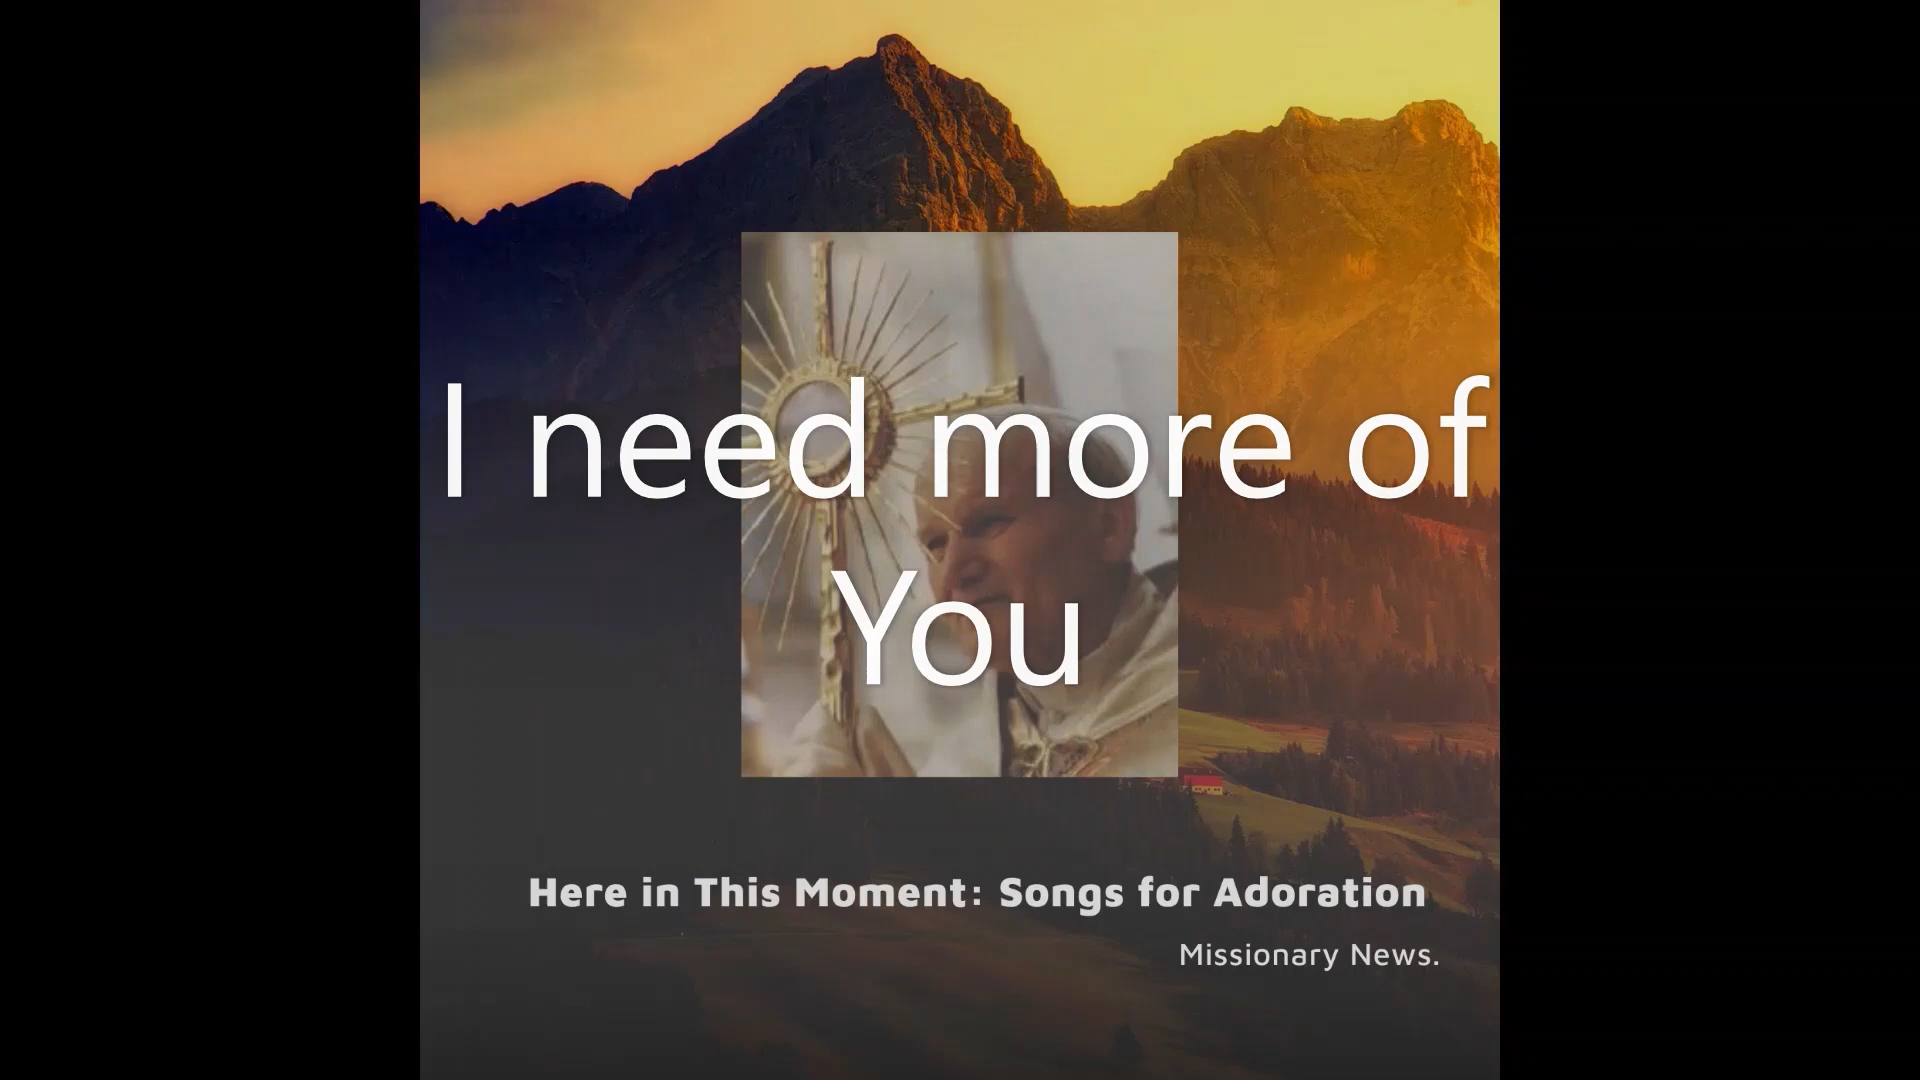 I need more of
You
Here in This Moment: Songs for Adoration
Missionary News.